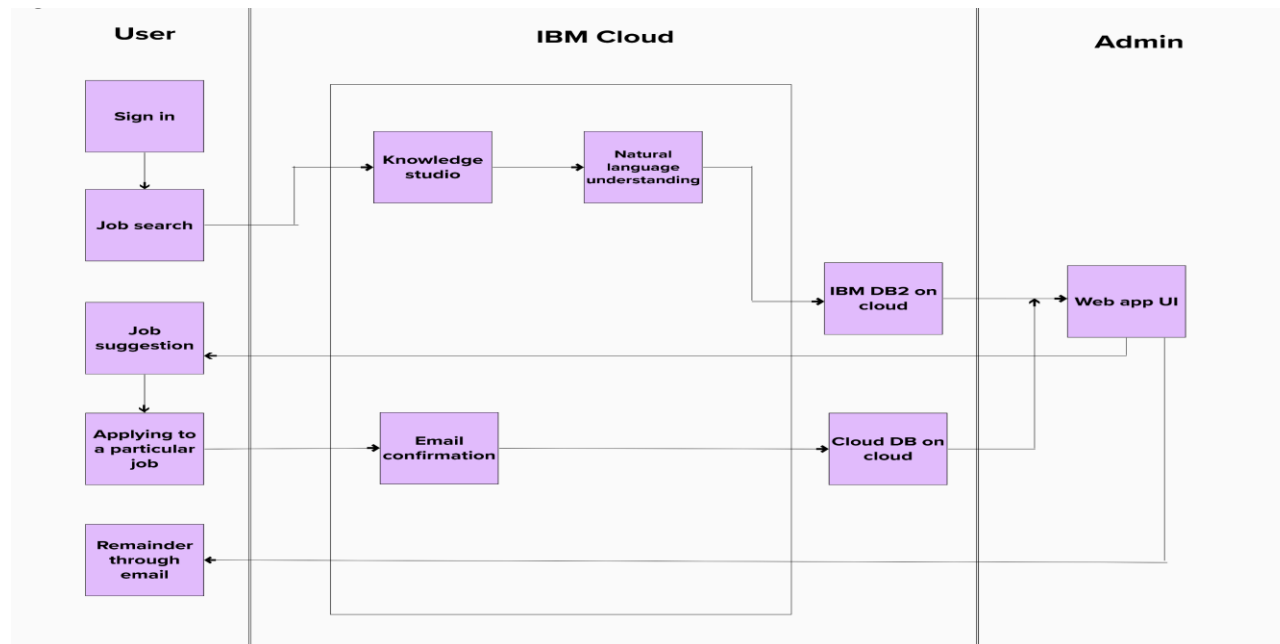 User
IBM Cloud
Admin
Sign in
Knowledge
studio
Natural
language
understanding
Job search
IBM DB2 on
cloud
Web app UI
Job
suggestion
Applying to
a particular
job
Email
confirmation
Cloud DB on
cloud
Remainder
through
email